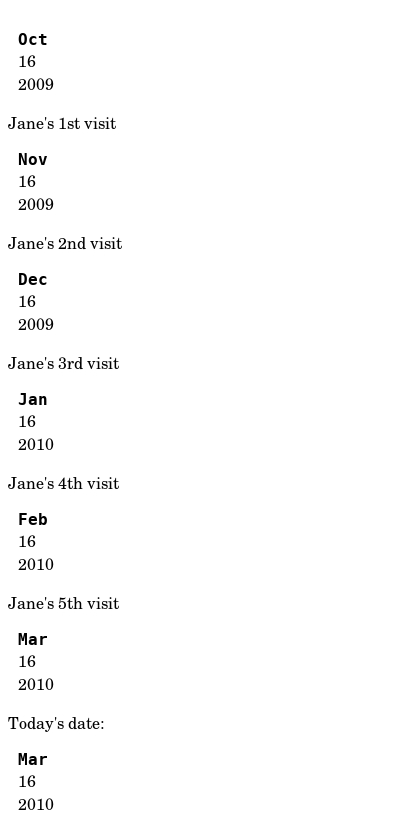 Oct
16
2009
Jane's 1st visit
Nov
16
2009
Jane's 2nd visit
Dec
16
2009
Jane's 3rd visit
Jan
16
2010
Jane's 4th visit
Feb
16
2010
Jane's 5th visit
Mar
16
2010
Today's date:
Mar
16
2010